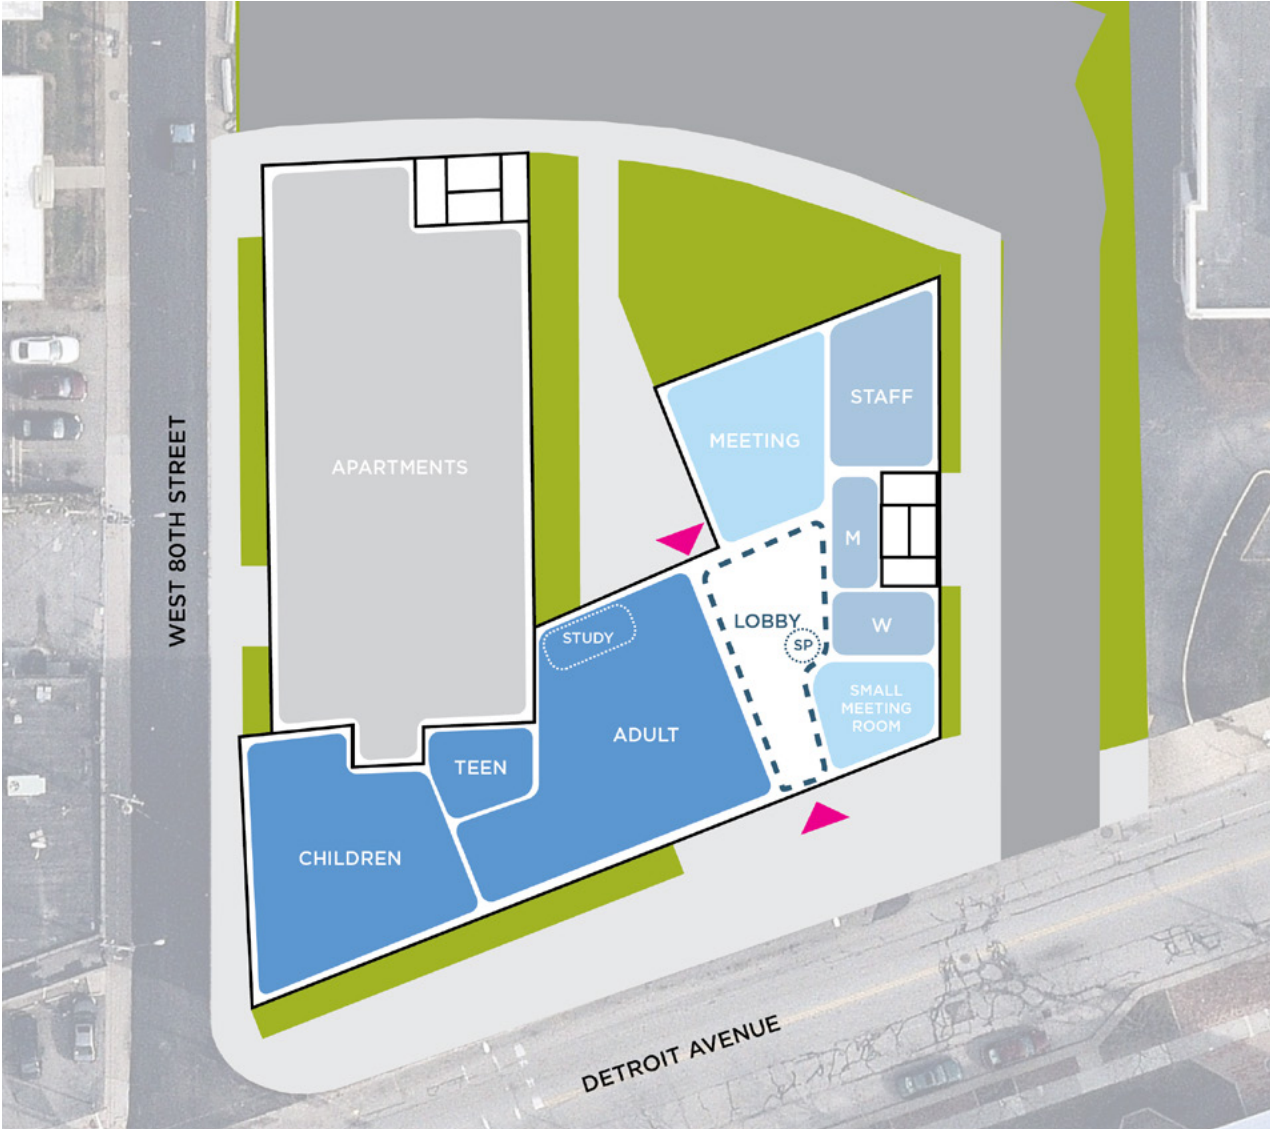 STAFF
MEETING
APARTMENTS
WEST 80TH STREET
M
LOBBY
W
STUDY
SP
SMALL
MEETING
ROOM
ADULT
TEEN
CHILDREN
DETROIT AVENUE